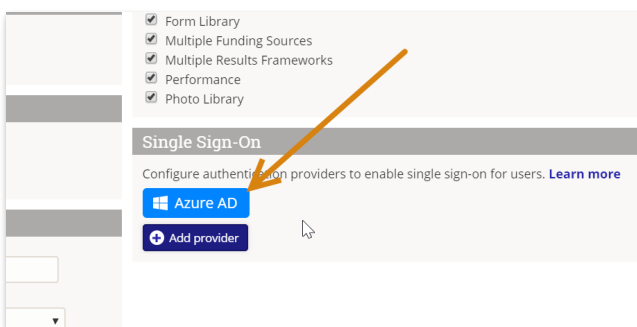 Form Library
Multiple Funding Sources
Multiple Results Frameworks
Performance
Photo Library
Single Sign-On
Configure authentication providers to enable single sign-on for users. Learn more
Azure AD
Add provider